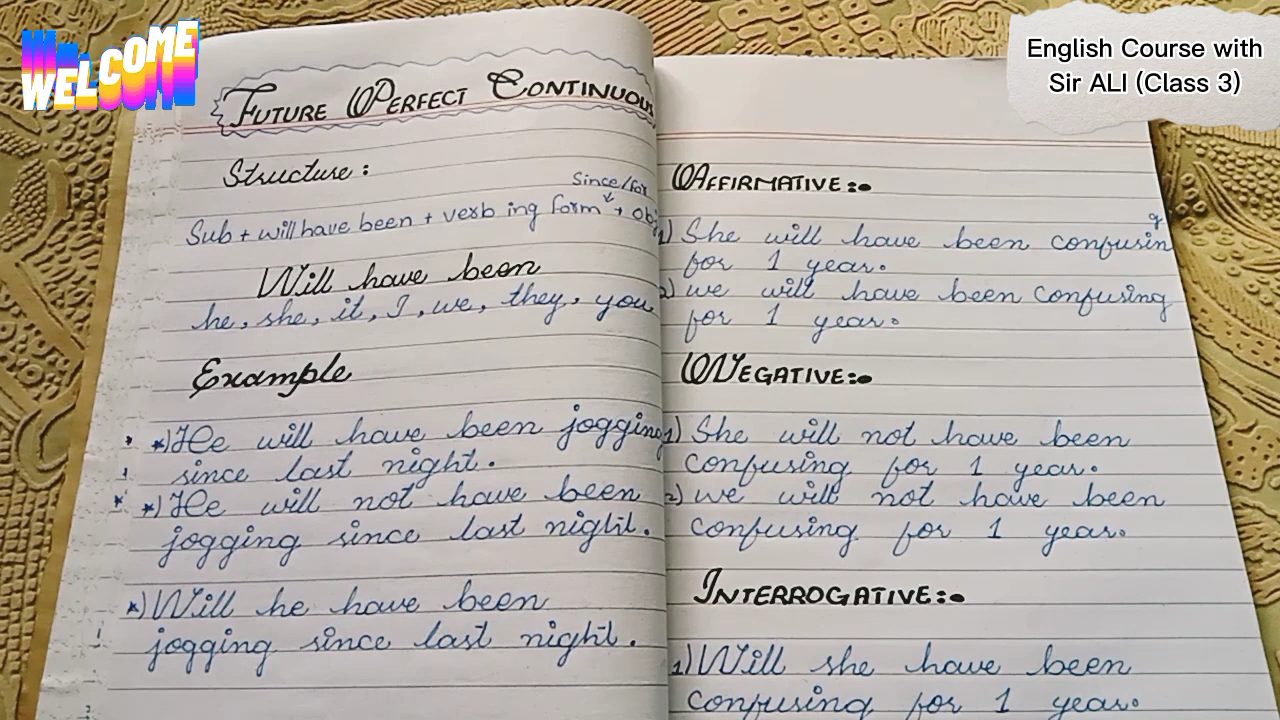 WELCOME
English Course with
Sir ALI (Class 3)
Future Perfect Continuous
Structure:
Since/for
Sub + will have been + verb ing form + obj
Will have been
he, she, it, I, we, they, you
Example
*) He will have been jogging
since last night.
*) He will not have been
jogging since last night.
*) Will he have been
jogging since last night.
AFFIRMATIVE:
1) She will have been confusing
for 1 year.
2) we will have been confusing
for 1 year.
NEGATIVE:
1) She will not have been
confusing for 1 year.
2) we will not have been
confusing for 1 year.
INTERROGATIVE:
1) Will she have been
confusing for 1 year.